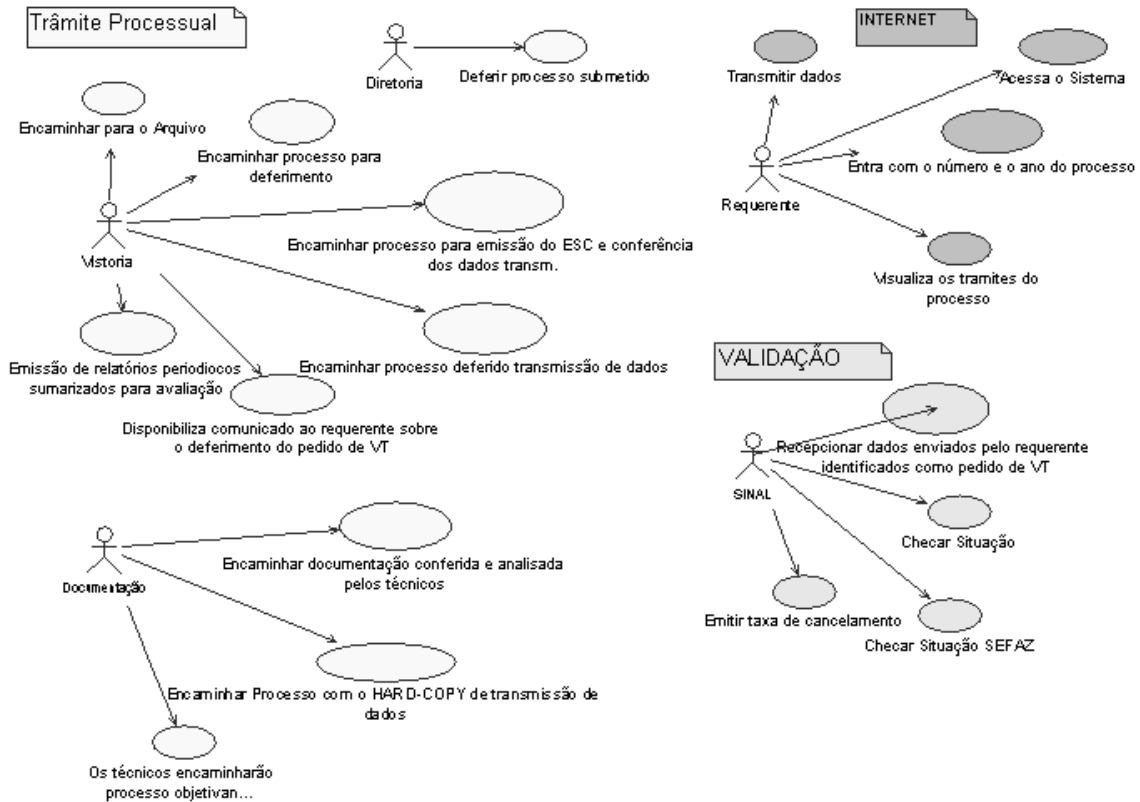 Trâmite Processual
Diretoria
Deferir processo submetido
Encaminhar para o Arquivo
Encaminhar processo para
deferimento
Vistoria
Encaminhar processo para emissão do ESC e conferência
dos dados transm.
Encaminhar processo deferido transmissão de dados
Emissão de relatórios periodiocos
sumarizados para avaliação
Disponibiliza comunicado ao requerente sobre
o deferimento do pedido de VT
Documentação
Encaminhar documentação conferida e analisada
pelos técnicos
Encaminhar Processo com o HARD-COPY de transmissão de
dados
Os técnicos encaminharão
processo objetivan...
INTERNET
Transmitir dados
Acessa o Sistema
Entra com o número e o ano do processo
Requerente
Visualiza os tramites do
processo
VALIDAÇÃO
Recepcionar dados enviados pelo requerente
identificados como pedido de VT
SINAL
Checar Situação
Emitir taxa de cancelamento
Checar Situação SEFAZ